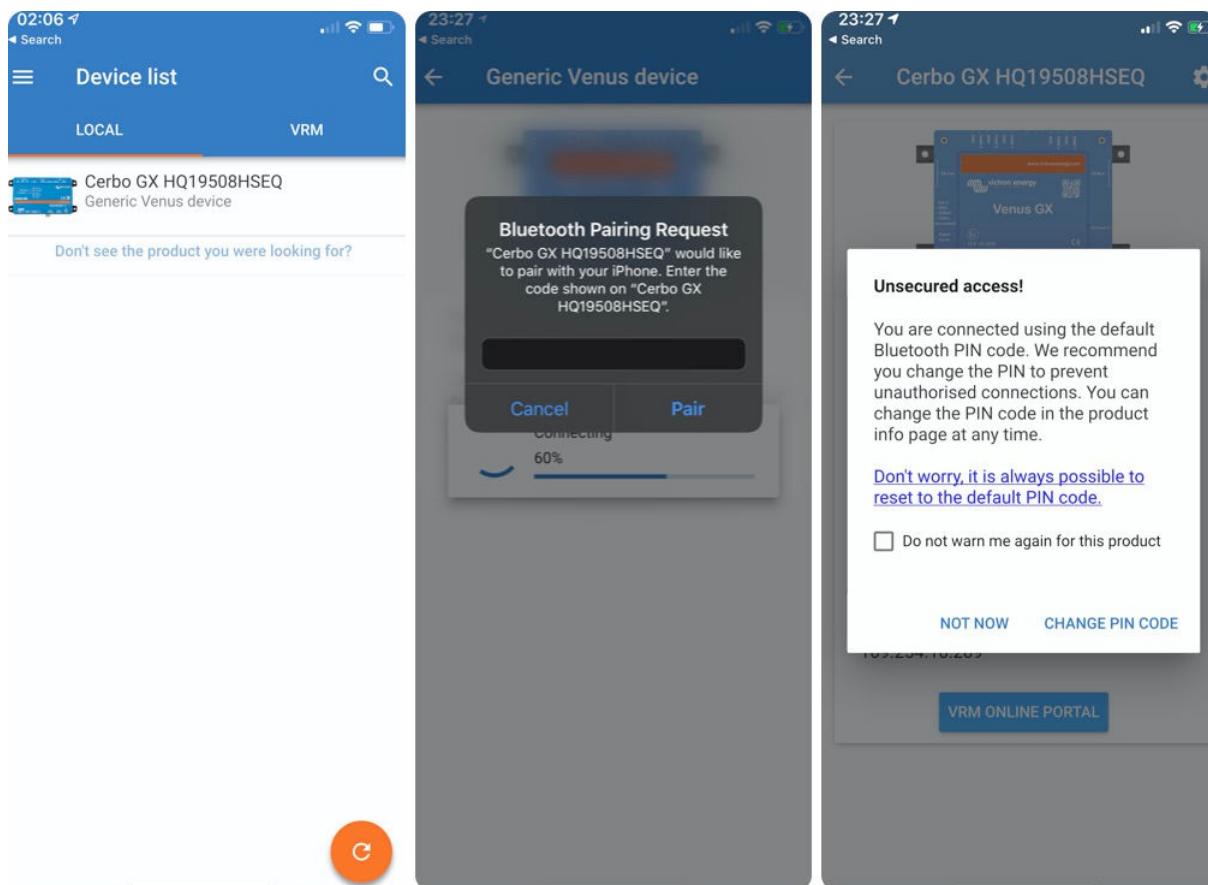 02:06
Search
Device list
LOCAL
VRM
Cerbo GX HQ19508HSEQ
Generic Venus device
Don't see the product you were looking for?
23:27
Search
Generic Venus device
Bluetooth Pairing Request
“Cerbo GX HQ19508HSEQ” would like
to pair with your iPhone. Enter the
code shown on “Cerbo GX
HQ19508HSEQ”.
Cancel
Pair
Connecting
60%
23:27
Search
Cerbo GX HQ19508HSEQ
victron energy
Venus GX
Unsecured access!
You are connected using the default
Bluetooth PIN code. We recommend
you change the PIN to prevent
unauthorised connections. You can
change the PIN code in the product
info page at any time.
Don't worry, it is always possible to
reset to the default PIN code.
Do not warn me again for this product
NOT NOW
CHANGE PIN CODE
VRM ONLINE PORTAL